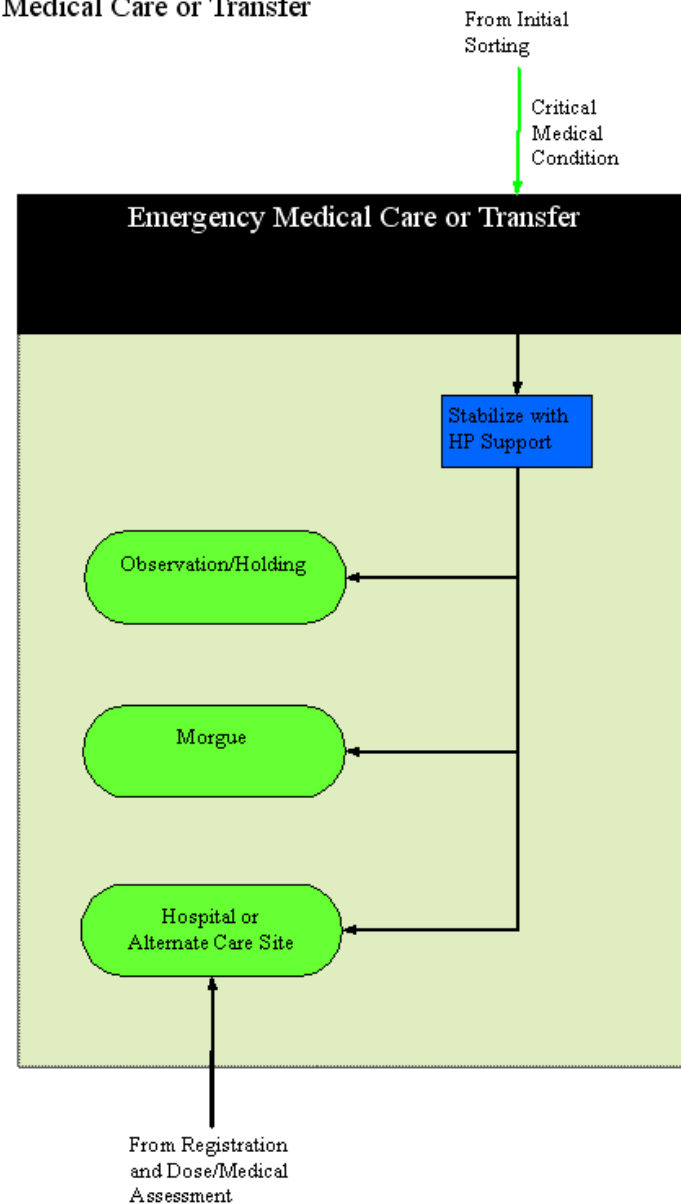 Medical Care or Transfer
From Initial
Sorting
Critical
Medical
Condition
Emergency Medical Care or Transfer
Stabilize with
HP Support
Observation/Holding
Morgue
Hospital or
Alternate Care Site
From Registration
and Dose/Medical
Assessment